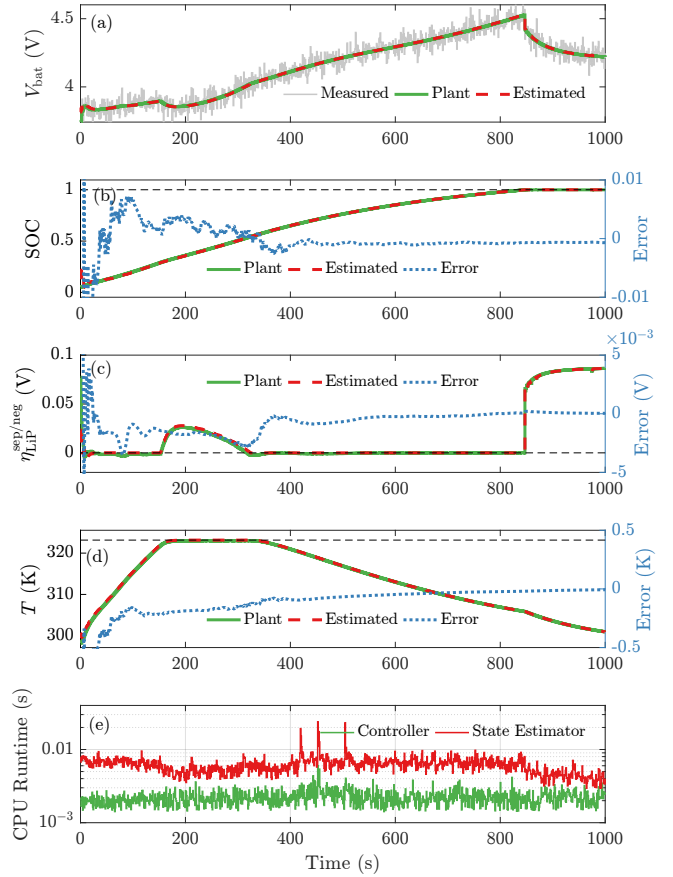 (a)
4.5
4
V_bat (V)
Measured Plant Estimated
0 200 400 600 800 1000
(b)
1
0.5
0
SOC
0.01
0
-0.01
Error
Plant Estimated Error
0 200 400 600 800 1000
×10^-3
(c)
0.1
0.05
0
η_LiP^sep/neg (V)
5
0
-5
Error (V)
Plant Estimated Error
0 200 400 600 800 1000
(d)
320
310
300
T (K)
0.5
0
-0.5
Error (K)
Plant Estimated Error
0 200 400 600 800 1000
(e)
0.01
10^-3
CPU Runtime (s)
Controller State Estimator
0 200 400 600 800 1000
Time (s)